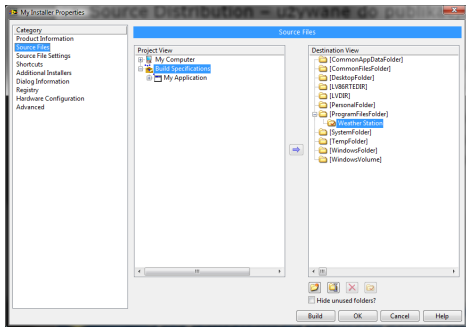 My Installer Properties
Source Distribution – używane do publik
Category
Product Information
Source Files
Source File Settings
Shortcuts
Additional Installers
Dialog Information
Registry
Hardware Configuration
Advanced
Source Files
Project View
My Computer
Build Specifications
My Application
Destination View
[CommonAppDataFolder]
[CommonFilesFolder]
[DesktopFolder]
[LV86RTEDIR]
[LVDIR]
[PersonalFolder]
[ProgramFilesFolder]
Weather Station
[SystemFolder]
[TempFolder]
[WindowsFolder]
[WindowsVolume]
Hide unused folders?
Build OK Cancel Help